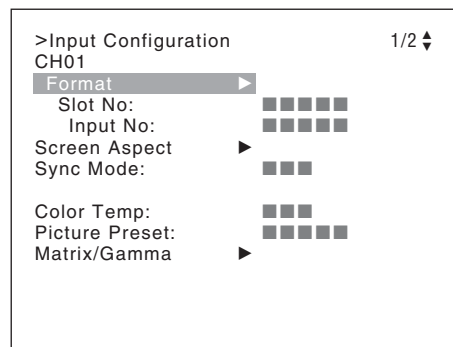 >Input Configuration 1/2
CH01
Format
Slot No: ■■■■■
Input No: ■■■■■
Screen Aspect
Sync Mode: ■■■
Color Temp: ■■■
Picture Preset: ■■■■■
Matrix/Gamma